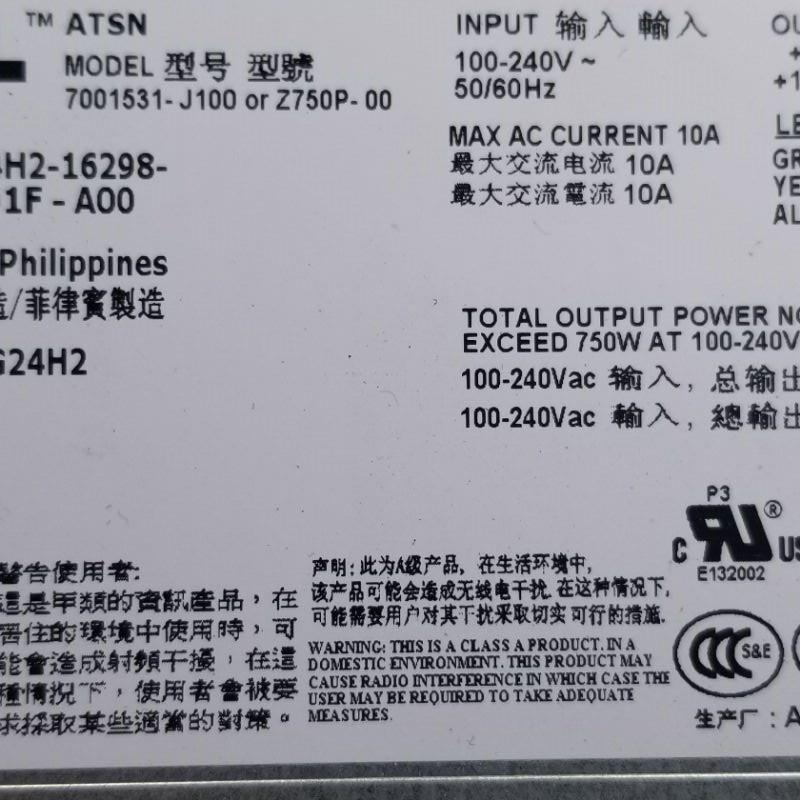 ™ ATSN
MODEL 型号 型號
7001531-J100 or Z750P-00
H2-16298-
1F - A00
Philippines
造/菲律賓製造
G24H2
INPUT 输入 輸入
100-240V ~
50/60Hz
MAX AC CURRENT 10A
最大交流电流 10A
最大交流電流 10A
TOTAL OUTPUT POWER
EXCEED 750W AT 100-240V
100-240Vac 输入, 总输出
100-240Vac 輸入, 總輸出
P3
C US
®
E132002
警告使用者:
這是甲類的資訊產品，在
居住的環境中使用時，可
能會造成射頻干擾，在這
種情況下，使用者會被要
求採取某些適當的對策。
声明: 此为A级产品, 在生活环境中,
该产品可能会造成无线电干扰. 在这种情况下,
可能需要用户对其干扰采取切实可行的措施.
WARNING: THIS IS A CLASS A PRODUCT. IN A
DOMESTIC ENVIRONMENT. THIS PRODUCT MAY
CAUSE RADIO INTERFERENCE IN WHICH CASE THE
USER MAY BE REQUIRED TO TAKE ADEQUATE
MEASURES.
CCC S&E
生产厂: A